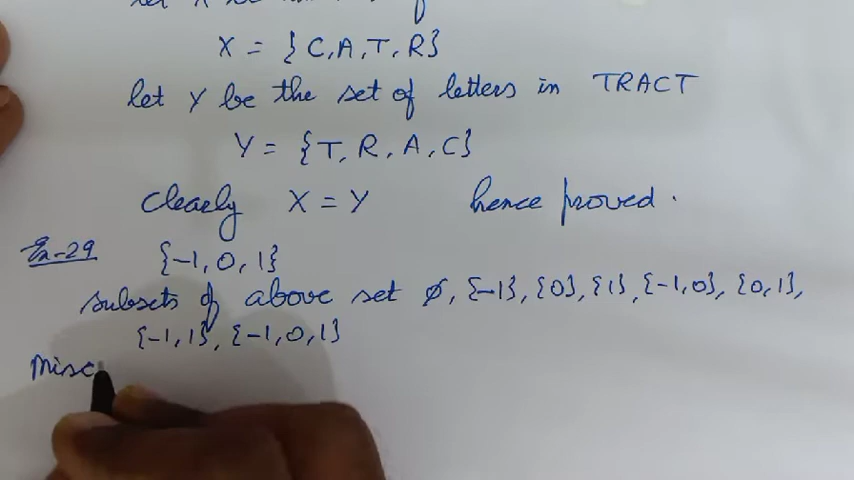 X = { C, A, T, R}
let Y be the set of letters in TRACT
Y = {T, R, A, C}
Clearly X = Y hence proved.
Ex-29 {-1, 0, 1}
subsets of above set ø, {-1}, {0}, {1}, {-1, 0}, {0, 1},
{-1, 1}, {-1, 0, 1}
Misc